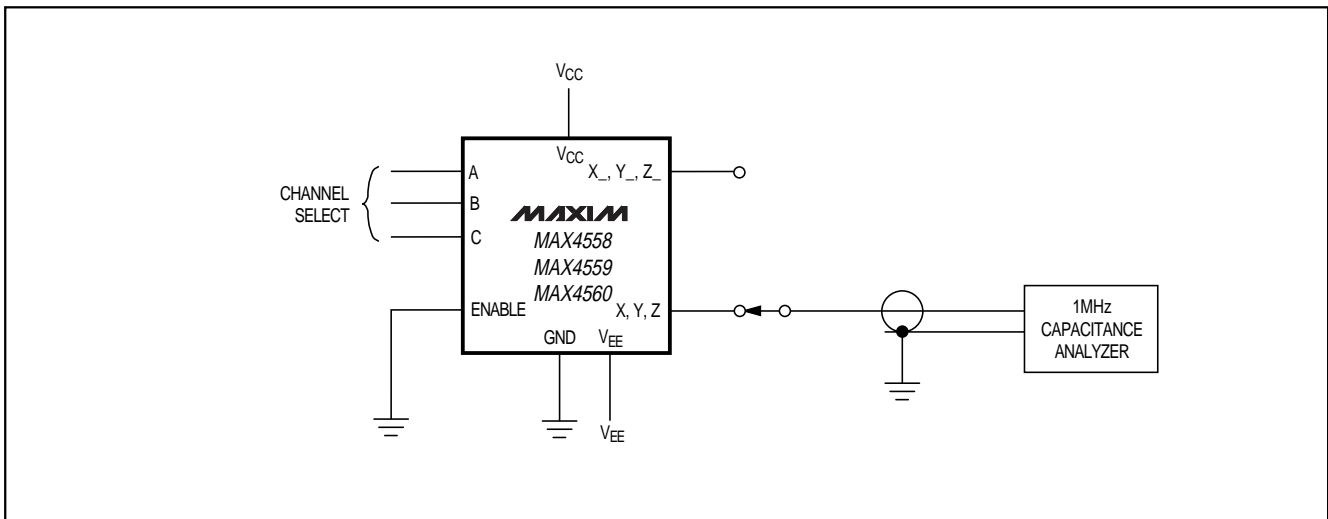 VCC
VCC
X_, Y_, Z_
CHANNEL
SELECT
A
B
C
MAXIM
MAX4558
MAX4559
MAX4560
ENABLE
X, Y, Z
GND
VEE
VEE
1MHz
CAPACITANCE
ANALYZER